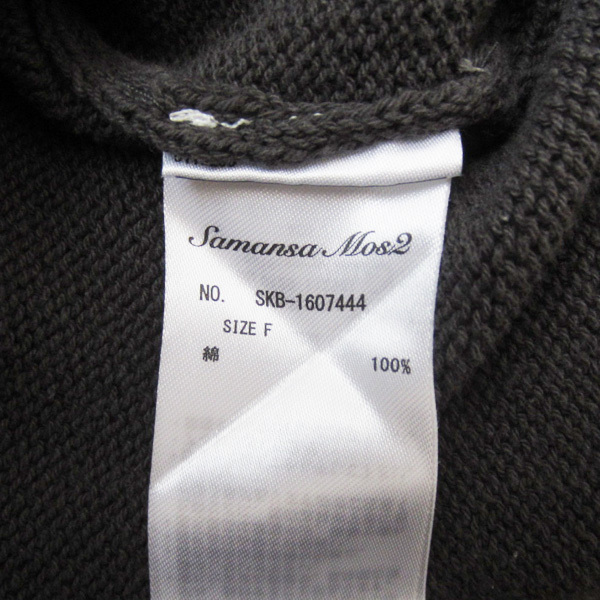 Samansa Mos2
NO. SKB-1607444
SIZE F
綿 100%